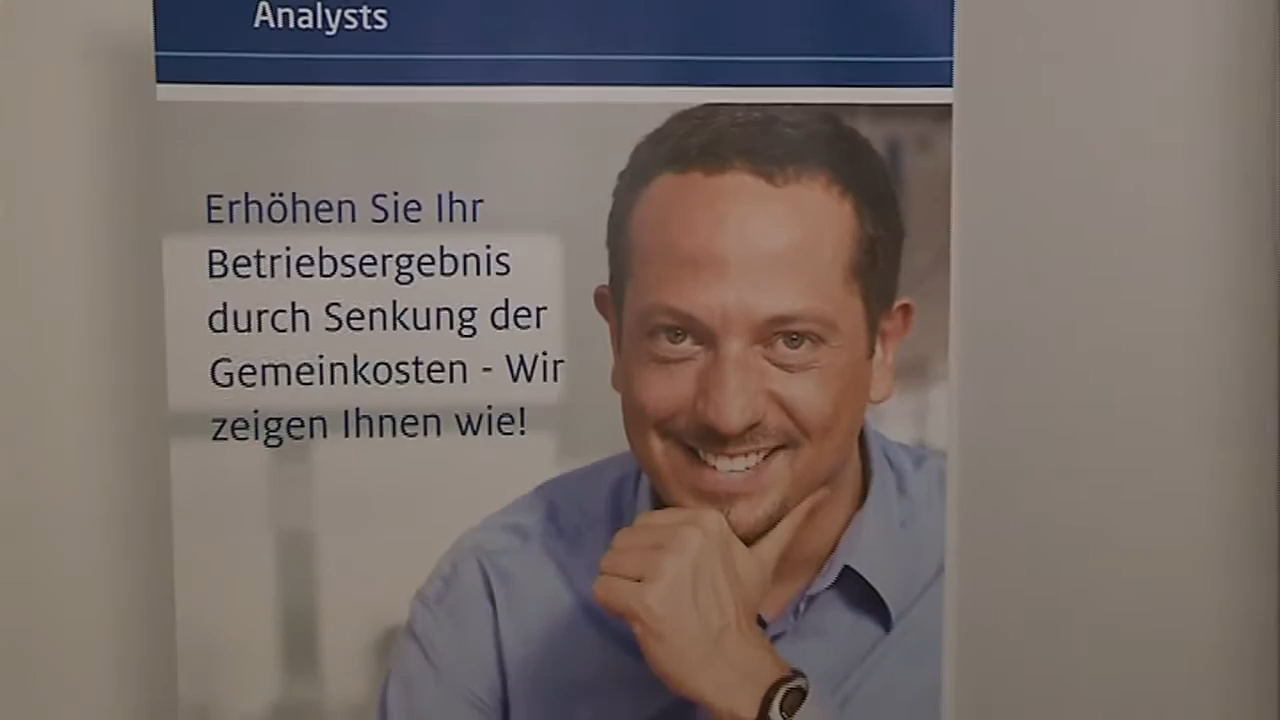 Analysts
Erhöhen Sie Ihr
Betriebsergebnis
durch Senkung der
Gemeinkosten - Wir
zeigen Ihnen wie!